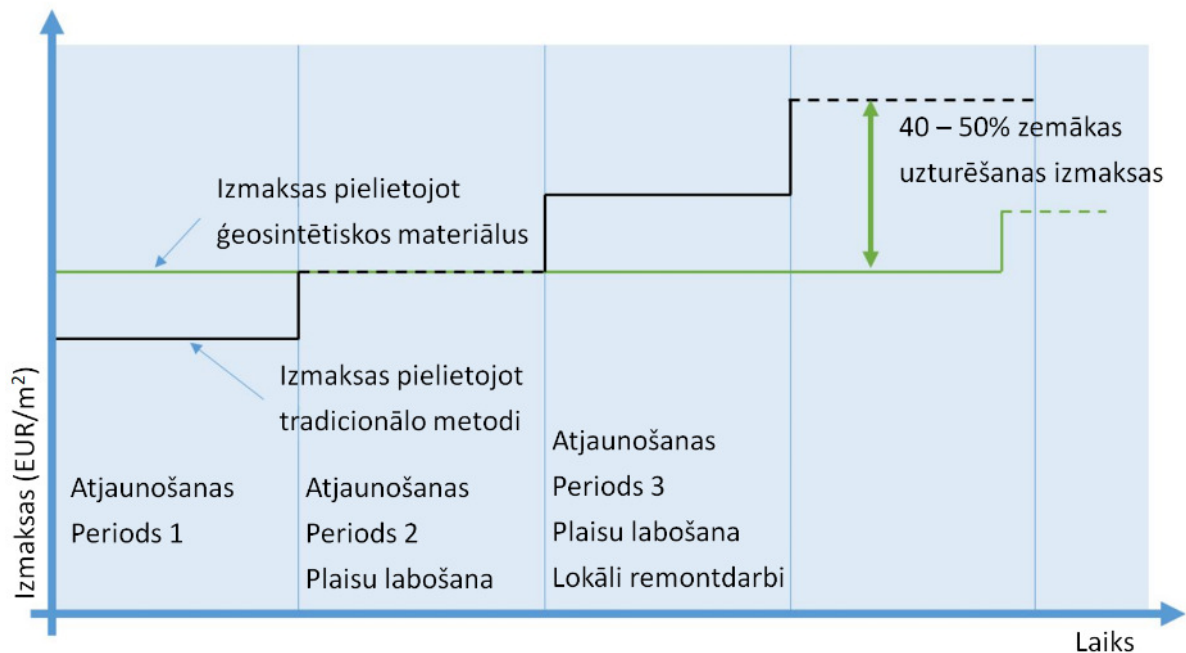 40 – 50% zemākas
uzturēšanas izmaksas
Izmaksas pielietojot
ģeosintētiskos materiālus
Izmaksas pielietojot
tradicionālo metodi
Izmaksas (EUR/m²)
Atjaunošanas
Periods 1
Atjaunošanas
Periods 2
Plaisu labošana
Atjaunošanas
Periods 3
Plaisu labošana
Lokāli remontdarbi
Laiks